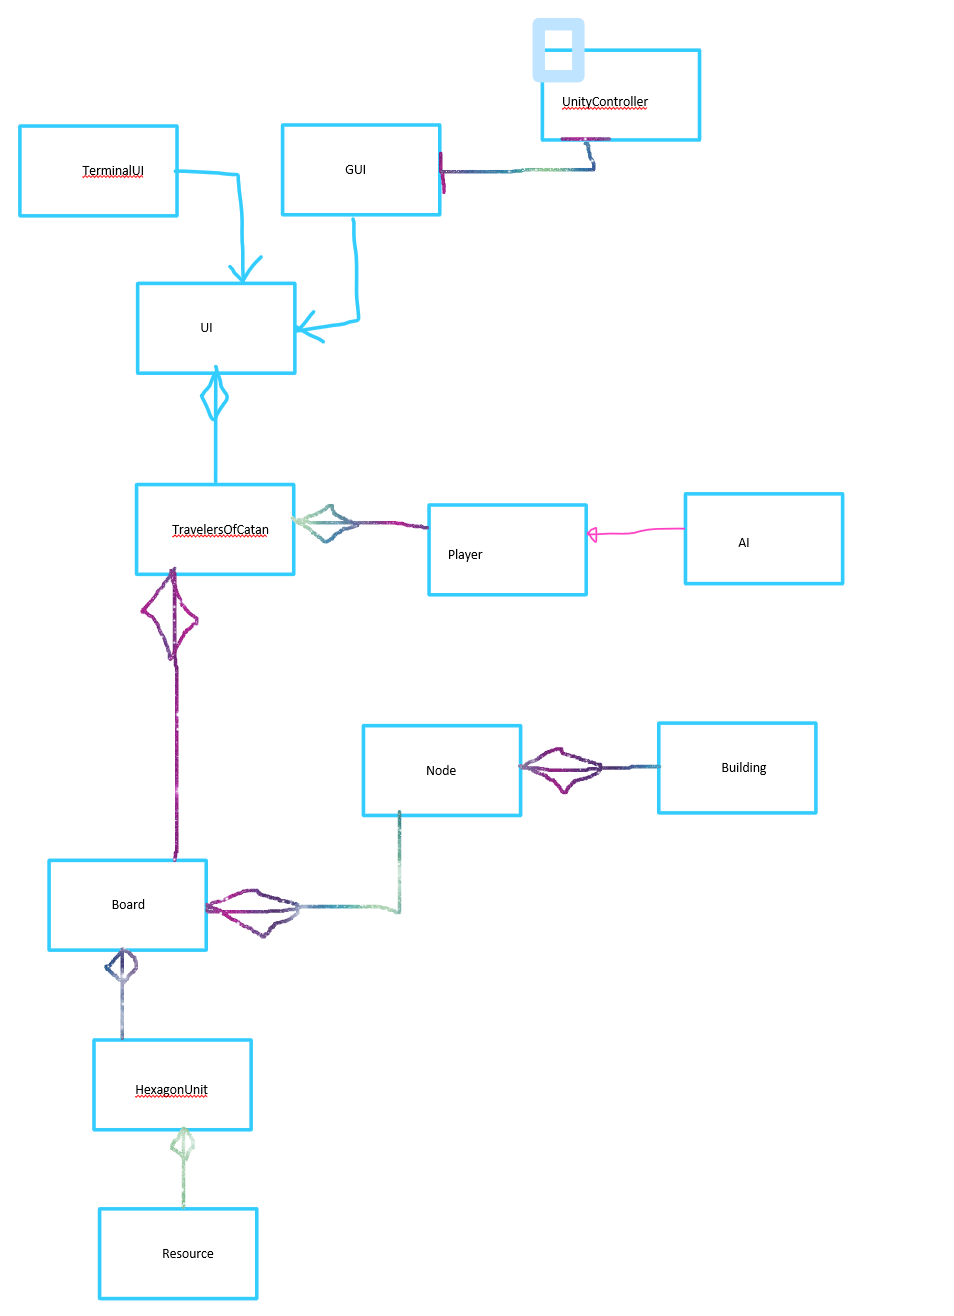 UnityController
TerminalUI
GUI
UI
TravelersOfCatan
Player
AI
Node
Building
Board
HexagonUnit
Resource